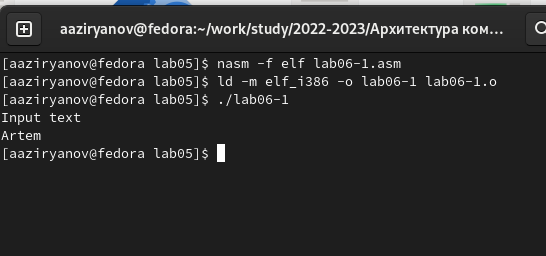 aaziryanov@fedora:~/work/study/2022-2023/Архитектура ком...
[aaziryanov@fedora lab05]$ nasm -f elf lab06-1.asm
[aaziryanov@fedora lab05]$ ld -m elf_i386 -o lab06-1 lab06-1.o
[aaziryanov@fedora lab05]$ ./lab06-1
Input text
Artem
[aaziryanov@fedora lab05]$